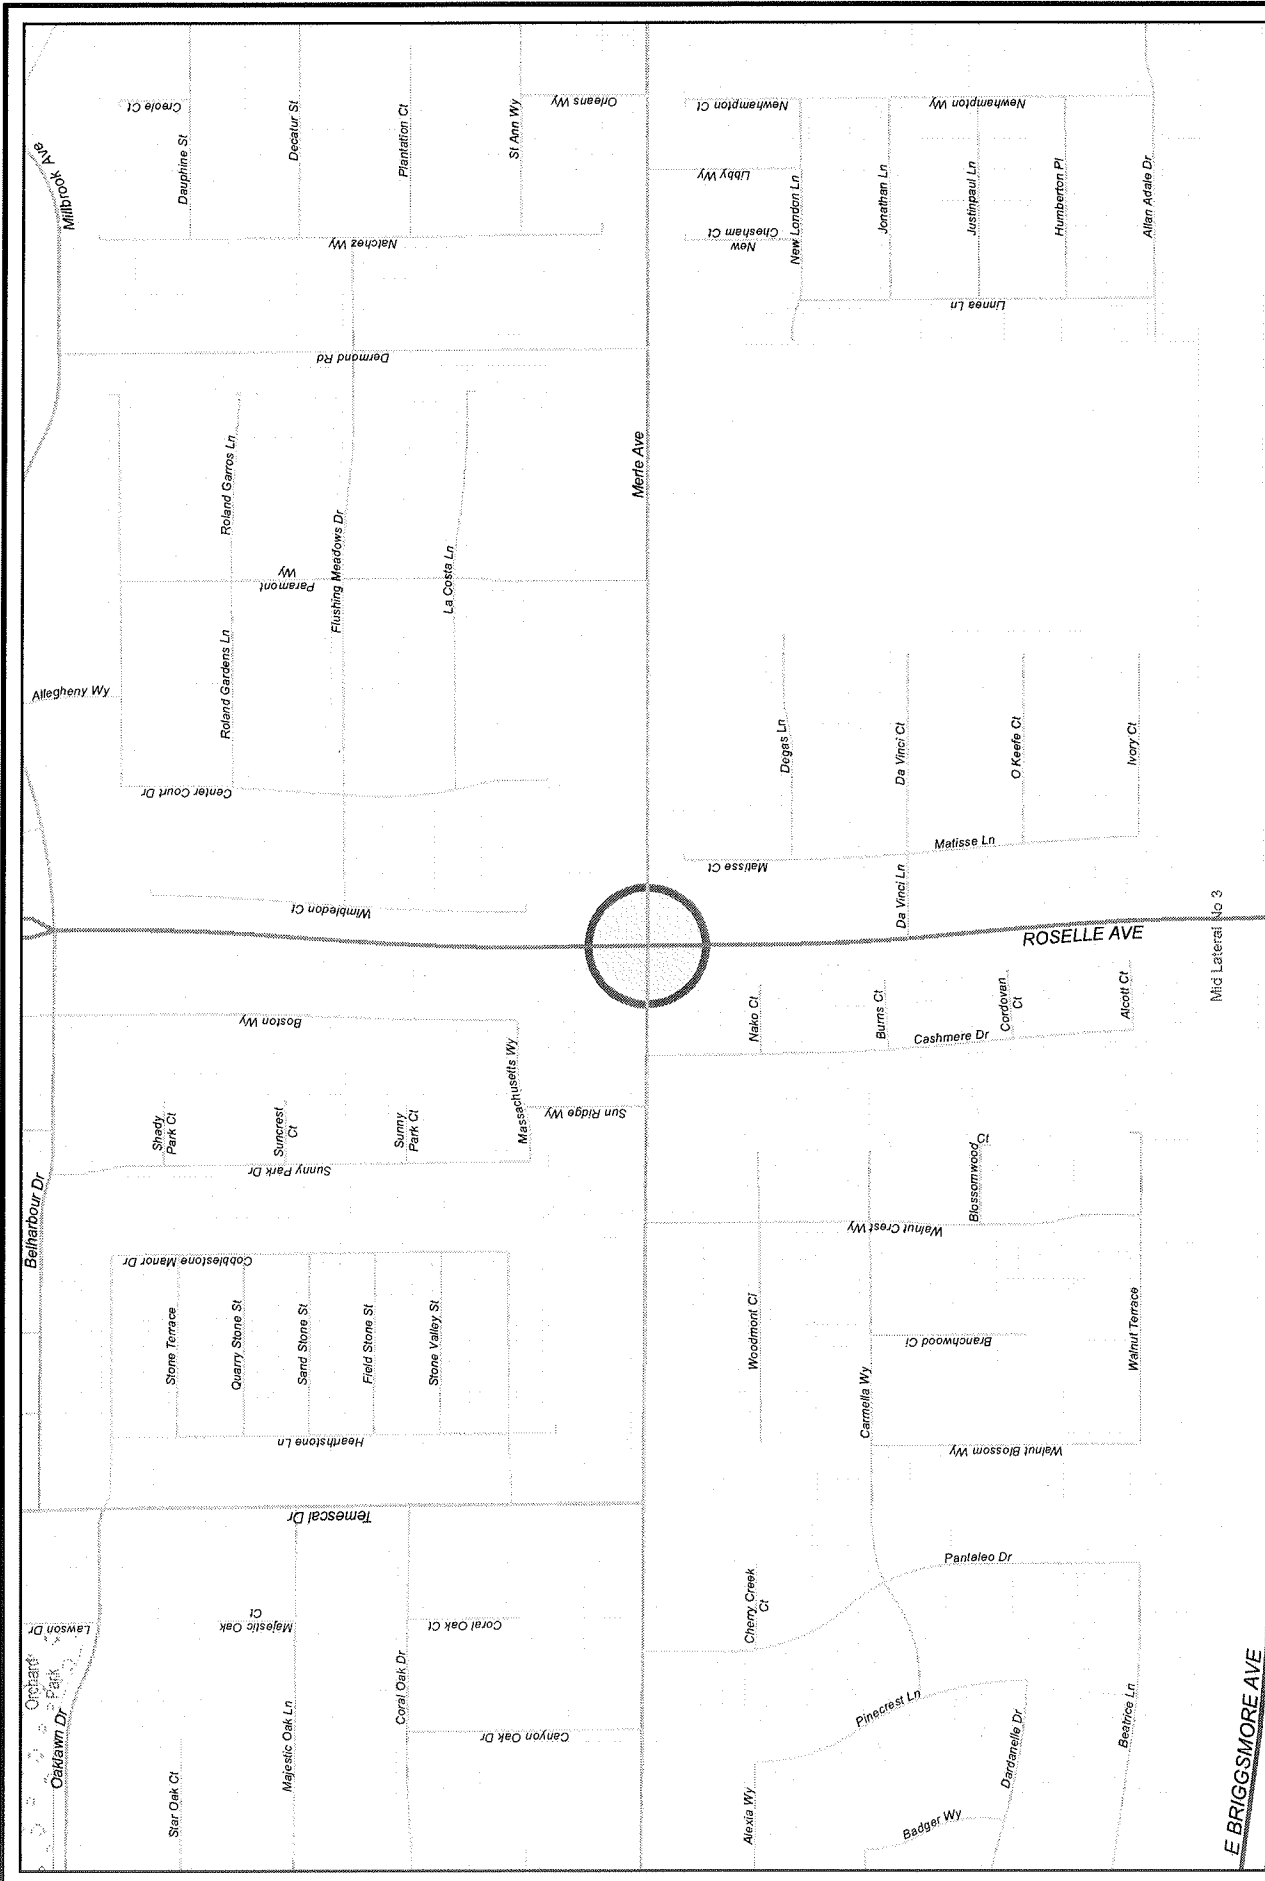 Millbrook Ave
Creole Ct
Dauphine St
Decatur St
Plantation Ct
St Ann Wy
Orleans Wy
Newhampton Ct
Newhampton Wy
Libby Wy
New London Ln
Jonathan Ln
Justinpaul Ln
Humberton Pl
Allan Adale Dr
New
Chesham Ct
Linnea Ln
Natchez Wy
Dermond Rd
Merle Ave
Roland Garros Ln
Flushing Meadows Dr
La Costa Ln
Paramont
Wy
Allegheny Wy
Roland Gardens Ln
Center Court Dr
Wimbledon Ct
Degas Ln
Da Vinci Ct
O Keefe Ct
Ivory Ct
Matisse Ct
Matisse Ln
Da Vinci Ln
ROSELLE AVE
Mid Lateral No 3
Boston Wy
Massachusetts Wy
Sun Ridge Wy
Nako Ct
Burns Ct
Cordovan
Ct
Alcott Ct
Cashmere Dr
Shady
Park Ct
Suncrest
Ct
Sunny
Park Ct
Sunny Park Dr
Belharbour Dr
Blossomwood
Ct
Walnut Crest Wy
Cobblestone Manor Dr
Stone Terrace
Quarry Stone St
Sand Stone St
Field Stone St
Stone Valley St
Hearthstone Ln
Woodmont Ci
Branchwood Ci
Walnut Terrace
Carmella Wy
Walnut Blossom Wy
Temescal Dr
Pantaleo Dr
Cherry Creek
Ct
Lawson Dr
Orchard
Park
Oaklawn Dr
Majestic Oak
Ct
Coral Oak Ct
Coral Oak Dr
Majestic Oak Ln
Canyon Oak Dr
Star Oak Ct
Pinecrest Ln
Dardanelle Dr
Beatrice Ln
Alexia Wy
Badger Wy
E BRIGGSMORE AVE